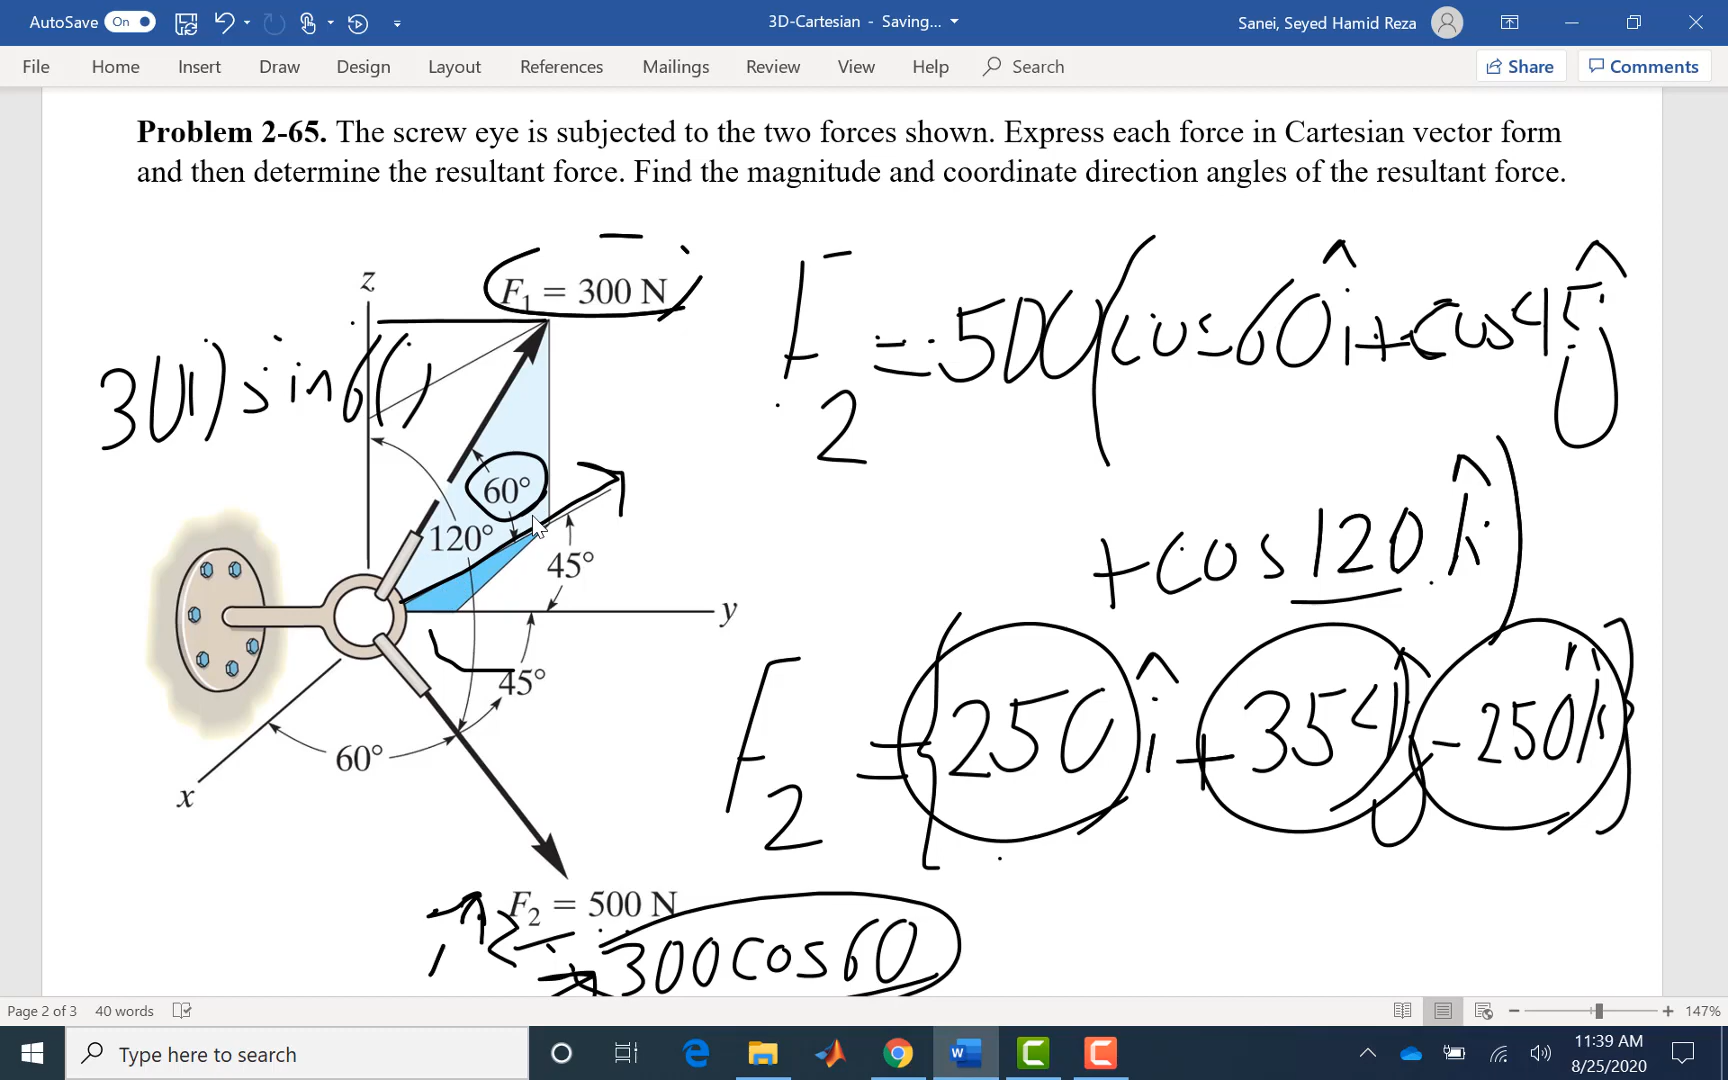 AutoSave On
3D-Cartesian - Saving...
Sanei, Seyed Hamid Reza
File Home Insert Draw Design Layout References Mailings Review View Help Search
Share Comments
Problem 2-65. The screw eye is subjected to the two forces shown. Express each force in Cartesian vector form
and then determine the resultant force. Find the magnitude and coordinate direction angles of the resultant force.
z
F₁ = 300 N
300 sin60
60°
120°
45°
y
45°
60°
x
F₂ = 500 N
300cos60
F₂ = 500(cos60 i + cos45 j
+ cos120 k)
F₂ = {250 i + 354 j - 250 k}
Page 2 of 3 40 words
147%
Type here to search
11:39 AM
8/25/2020